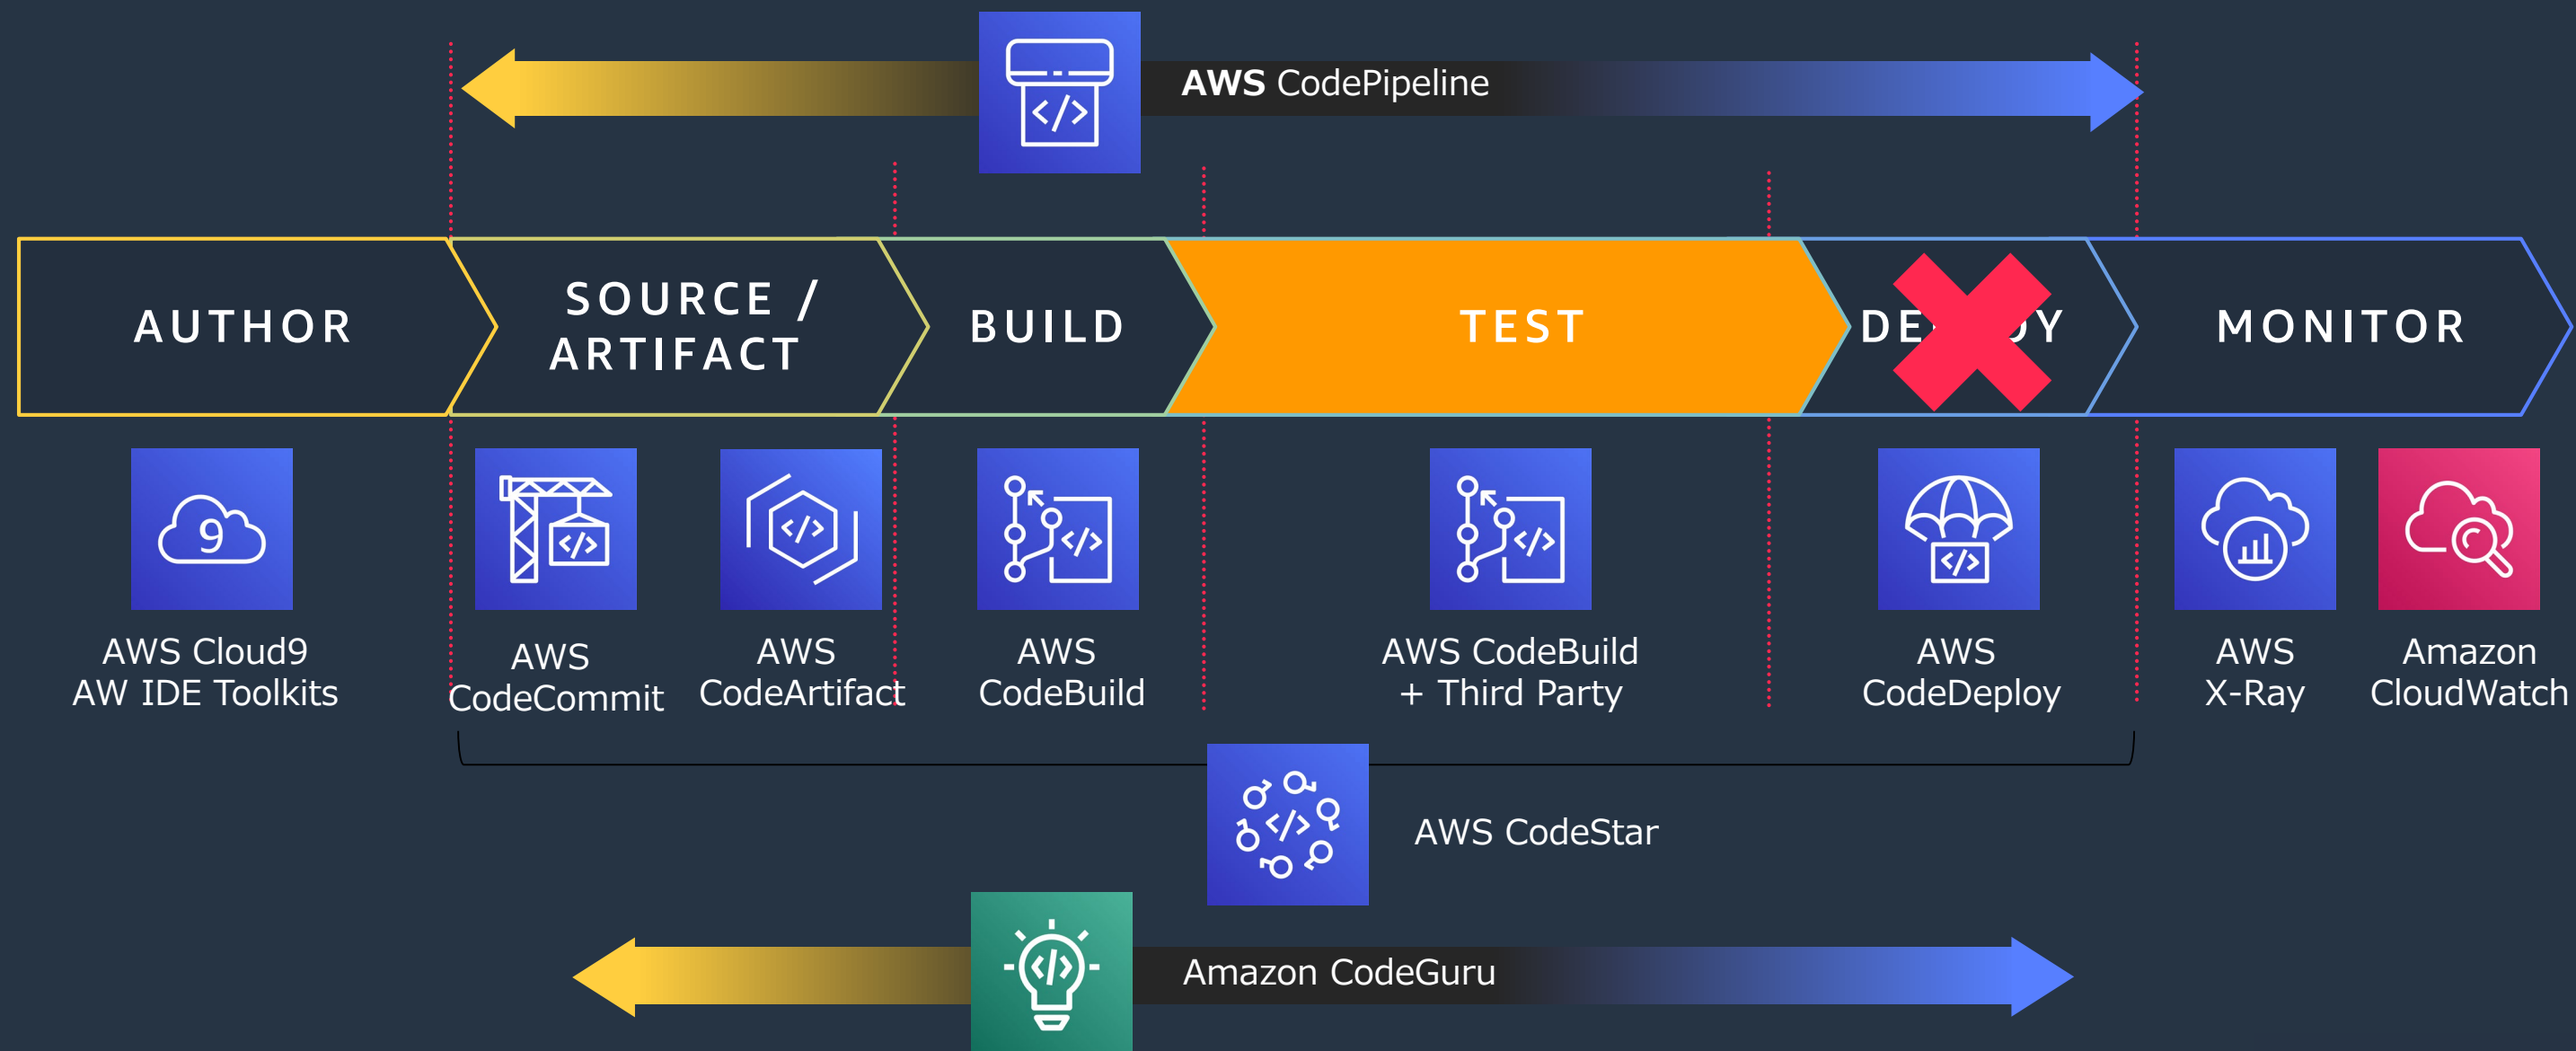 AWS CodePipeline
AUTHOR
SOURCE /
ARTIFACT
BUILD
TEST
MONITOR
9
AWS Cloud9
AW IDE Toolkits
AWS
CodeCommit
AWS
CodeArtifact
AWS
CodeBuild
AWS CodeBuild
+ Third Party
AWS
CodeDeploy
AWS
X-Ray
Amazon
CloudWatch
AWS CodeStar
Amazon CodeGuru